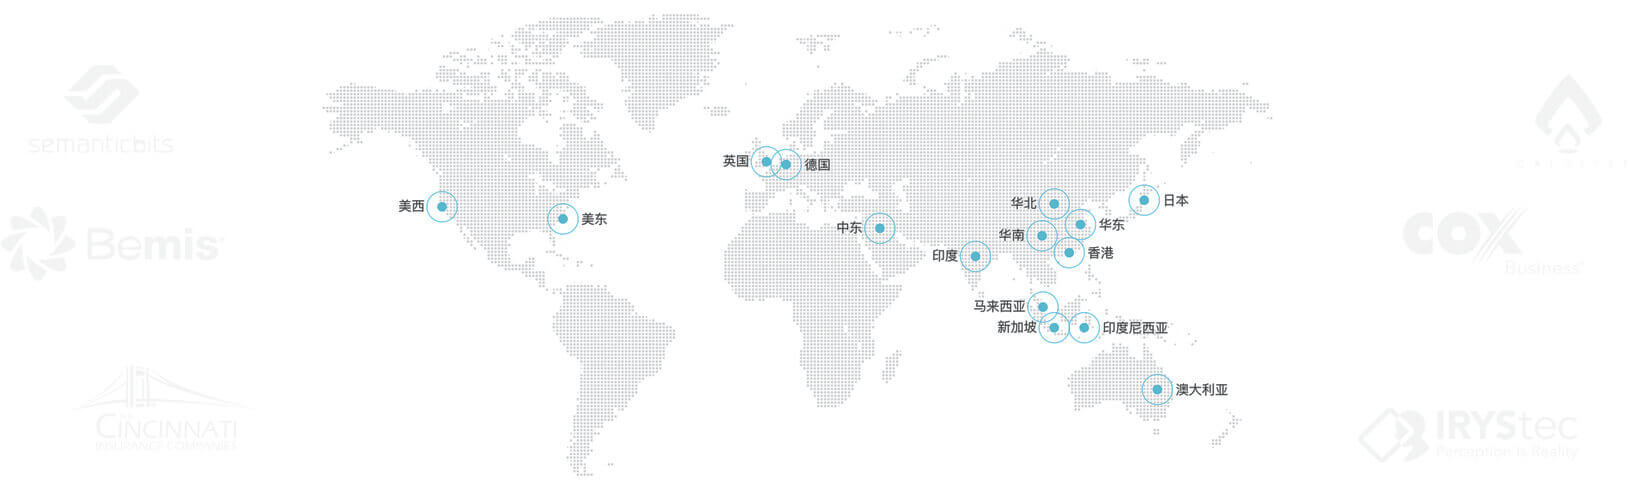 semanticbits
英国
德国
美西
美东
华北
日本
华南
华东
中东
印度
香港
Bemis
COX
Business
马来西亚
新加坡
印度尼西亚
澳大利亚
CINCINNATI
INSURANCE COMPANIES
IRYStec
Perception is Reality